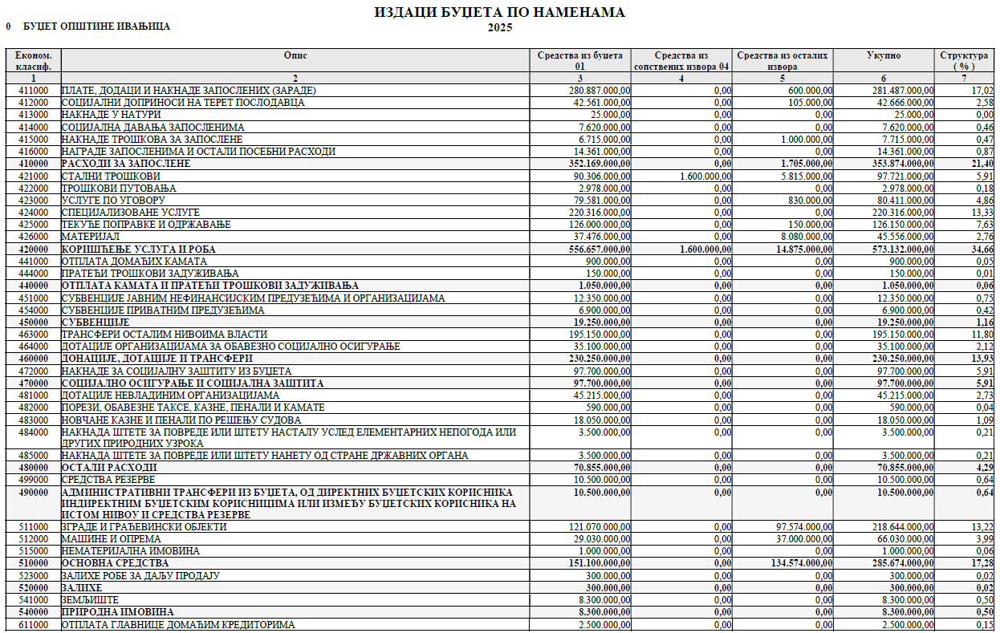 ИЗДАЦИ БУЏЕТА ПО НАМЕНАМА
0 БУЏЕТ ОПШТИНЕ ИВАЊИЦА
2025
Економ. класиф. Опис Средства из буџета 01 Средства из сопствених извора 04 Средства из осталих извора Укупно Структура ( % )
1 2 3 4 5 6 7
411000 ПЛАТЕ, ДОДАЦИ И НАКНАДЕ ЗАПОСЛЕНИХ (ЗАРАДЕ) 280.887.000,00 0,00 600.000,00 281.487.000,00 17,02
412000 СОЦИЈАЛНИ ДОПРИНОСИ НА ТЕРЕТ ПОСЛОДАВЦА 42.561.000,00 0,00 105.000,00 42.666.000,00 2,58
413000 НАКНАДЕ У НАТУРИ 25.000,00 0,00 0,00 25.000,00 0,00
414000 СОЦИЈАЛНА ДАВАЊА ЗАПОСЛЕНИМА 7.620.000,00 0,00 0,00 7.620.000,00 0,46
415000 НАКНАДЕ ТРОШКОВА ЗА ЗАПОСЛЕНЕ 6.715.000,00 0,00 1.000.000,00 7.715.000,00 0,47
416000 НАГРАДЕ ЗАПОСЛЕНИМА И ОСТАЛИ ПОСЕБНИ РАСХОДИ 14.361.000,00 0,00 0,00 14.361.000,00 0,87
410000 РАСХОДИ ЗА ЗАПОСЛЕНЕ 352.169.000,00 0,00 1.705.000,00 353.874.000,00 21,40
421000 СТАЛНИ ТРОШКОВИ 90.306.000,00 1.600.000,00 5.815.000,00 97.721.000,00 5,91
422000 ТРОШКОВИ ПУТОВАЊА 2.978.000,00 0,00 0,00 2.978.000,00 0,18
423000 УСЛУГЕ ПО УГОВОРУ 79.581.000,00 0,00 830.000,00 80.411.000,00 4,86
424000 СПЕЦИЈАЛИЗОВАНЕ УСЛУГЕ 220.316.000,00 0,00 0,00 220.316.000,00 13,33
425000 ТЕКУЋЕ ПОПРАВКЕ И ОДРЖАВАЊЕ 126.000.000,00 0,00 150.000,00 126.150.000,00 7,63
426000 МАТЕРИЈАЛ 37.476.000,00 0,00 8.080.000,00 45.556.000,00 2,76
420000 КОРИШЋЕЊЕ УСЛУГА И РОБА 556.657.000,00 1.600.000,00 14.875.000,00 573.132.000,00 34,66
441000 ОТПЛАТА ДОМАЋИХ КАМАТА 900.000,00 0,00 0,00 900.000,00 0,05
444000 ПРАТЕЋИ ТРОШКОВИ ЗАДУЖИВАЊА 150.000,00 0,00 0,00 150.000,00 0,01
440000 ОТПЛАТА КАМАТА И ПРАТЕЋИ ТРОШКОВИ ЗАДУЖИВАЊА 1.050.000,00 0,00 0,00 1.050.000,00 0,06
451000 СУБВЕНЦИЈЕ ЈАВНИМ НЕФИНАНСИЈСКИМ ПРЕДУЗЕЋИМА И ОРГАНИЗАЦИЈАМА 12.350.000,00 0,00 0,00 12.350.000,00 0,75
454000 СУБВЕНЦИЈЕ ПРИВАТНИМ ПРЕДУЗЕЋИМА 6.900.000,00 0,00 0,00 6.900.000,00 0,42
450000 СУБВЕНЦИЈЕ 19.250.000,00 0,00 0,00 19.250.000,00 1,16
463000 ТРАНСФЕРИ ОСТАЛИМ НИВОИМА ВЛАСТИ 195.150.000,00 0,00 0,00 195.150.000,00 11,80
464000 ДОТАЦИЈЕ ОРГАНИЗАЦИЈАМА ЗА ОБАВЕЗНО СОЦИЈАЛНО ОСИГУРАЊЕ 35.100.000,00 0,00 0,00 35.100.000,00 2,12
460000 ДОНАЦИЈЕ, ДОТАЦИЈЕ И ТРАНСФЕРИ 230.250.000,00 0,00 0,00 230.250.000,00 13,93
472000 НАКНАДЕ ЗА СОЦИЈАЛНУ ЗАШТИТУ ИЗ БУЏЕТА 97.700.000,00 0,00 0,00 97.700.000,00 5,91
470000 СОЦИЈАЛНО ОСИГУРАЊЕ И СОЦИЈАЛНА ЗАШТИТА 97.700.000,00 0,00 0,00 97.700.000,00 5,91
481000 ДОТАЦИЈЕ НЕВЛАДИНИМ ОРГАНИЗАЦИЈАМА 45.215.000,00 0,00 0,00 45.215.000,00 2,73
482000 ПОРЕЗИ, ОБАВЕЗНЕ ТАКСЕ, КАЗНЕ, ПЕНАЛИ И КАМАТЕ 590.000,00 0,00 0,00 590.000,00 0,04
483000 НОВЧАНЕ КАЗНЕ И ПЕНАЛИ ПО РЕШЕЊУ СУДОВА 18.050.000,00 0,00 0,00 18.050.000,00 1,09
484000 НАКНАДА ШТЕТЕ ЗА ПОВРЕДЕ ИЛИ ШТЕТУ НАСТАЛУ УСЛЕД ЕЛЕМЕНТАРНИХ НЕПОГОДА ИЛИ 3.500.000,00 0,00 0,00 3.500.000,00 0,21
ДРУГИХ ПРИРОДНИХ УЗРОКА
485000 НАКНАДА ШТЕТЕ ЗА ПОВРЕДЕ ИЛИ ШТЕТУ НАНЕТУ ОД СТРАНЕ ДРЖАВНИХ ОРГАНА 3.500.000,00 0,00 0,00 3.500.000,00 0,21
480000 ОСТАЛИ РАСХОДИ 70.855.000,00 0,00 0,00 70.855.000,00 4,29
499000 СРЕДСТВА РЕЗЕРВЕ 10.500.000,00 0,00 0,00 10.500.000,00 0,64
490000 АДМИНИСТРАТИВНИ ТРАНСФЕРИ ИЗ БУЏЕТА, ОД ДИРЕКТНИХ БУЏЕТСКИХ КОРИСНИКА 10.500.000,00 0,00 0,00 10.500.000,00 0,64
ИНДИРЕКТНИМ БУЏЕТСКИМ КОРИСНИЦИМА ИЛИ ИЗМЕЂУ БУЏЕТСКИХ КОРИСНИКА НА
ИСТОМ НИВОУ И СРЕДСТВА РЕЗЕРВЕ
511000 ЗГРАДЕ И ГРАЂЕВИНСКИ ОБЈЕКТИ 121.070.000,00 0,00 97.574.000,00 218.644.000,00 13,22
512000 МАШИНЕ И ОПРЕМА 29.030.000,00 0,00 37.000.000,00 66.030.000,00 3,99
515000 НЕМАТЕРИЈАЛНА ИМОВИНА 1.000.000,00 0,00 0,00 1.000.000,00 0,06
510000 ОСНОВНА СРЕДСТВА 151.100.000,00 0,00 134.574.000,00 285.674.000,00 17,28
523000 ЗАЛИХЕ РОБЕ ЗА ДАЉУ ПРОДАЈУ 300.000,00 0,00 0,00 300.000,00 0,02
520000 ЗАЛИХЕ 300.000,00 0,00 0,00 300.000,00 0,02
541000 ЗЕМЉИШТЕ 8.300.000,00 0,00 0,00 8.300.000,00 0,50
540000 ПРИРОДНА ИМОВИНА 8.300.000,00 0,00 0,00 8.300.000,00 0,50
611000 ОТПЛАТА ГЛАВНИЦЕ ДОМАЋИМ КРЕДИТОРИМА 2.500.000,00 0,00 0,00 2.500.000,00 0,15